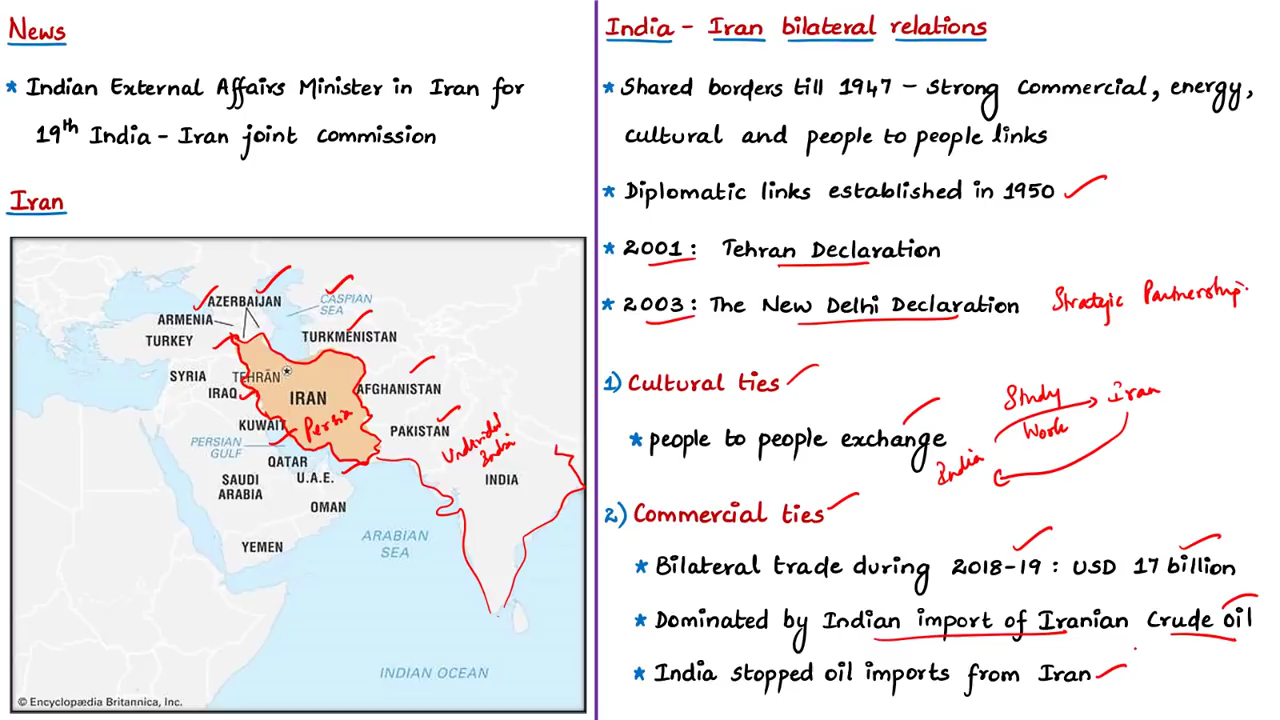 News
* Indian External Affairs Minister in Iran for
19th India - Iran joint commission
Iran
AZERBAIJAN
CASPIAN
SEA
ARMENIA
TURKEY
TURKMENISTAN
SYRIA
TEHRĀN
AFGHANISTAN
IRAQ
IRAN
KUWAIT
Persia
PAKISTAN
PERSIAN
GULF
Undivided
India
QATAR
U.A.E.
INDIA
SAUDI
ARABIA
OMAN
ARABIAN
SEA
YEMEN
INDIAN OCEAN
© Encyclopædia Britannica, Inc.
India - Iran bilateral relations
* Shared borders till 1947 - strong commercial, energy,
cultural and people to people links
* Diplomatic links established in 1950
* 2001: Tehran Declaration
* 2003: The New Delhi Declaration Strategic Partnership.
1) Cultural ties
Study
Iran
Work
* people to people exchange
India
2) Commercial ties
* Bilateral trade during 2018-19: USD 17 billion
* Dominated by Indian import of Iranian Crude oil
* India stopped oil imports from Iran